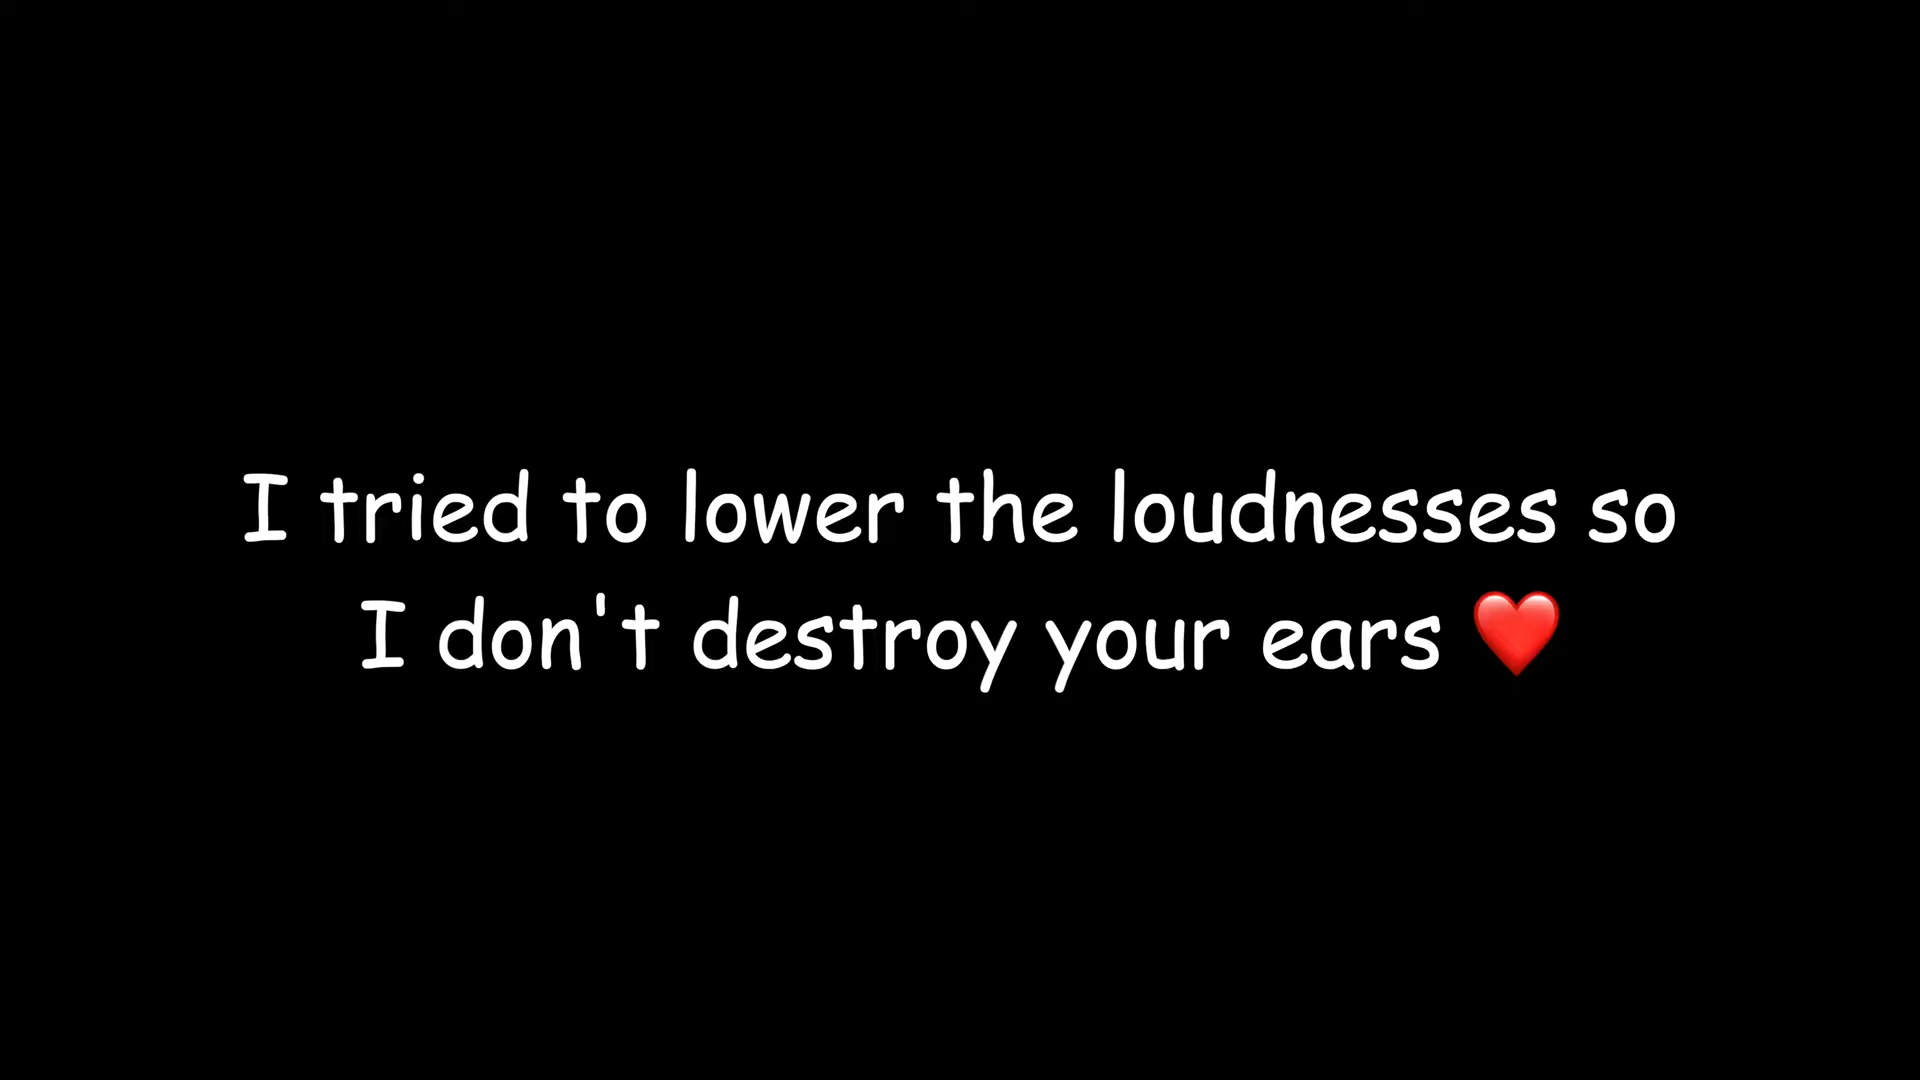 I tried to lower the loudnesses so
I don't destroy your ears ❤️